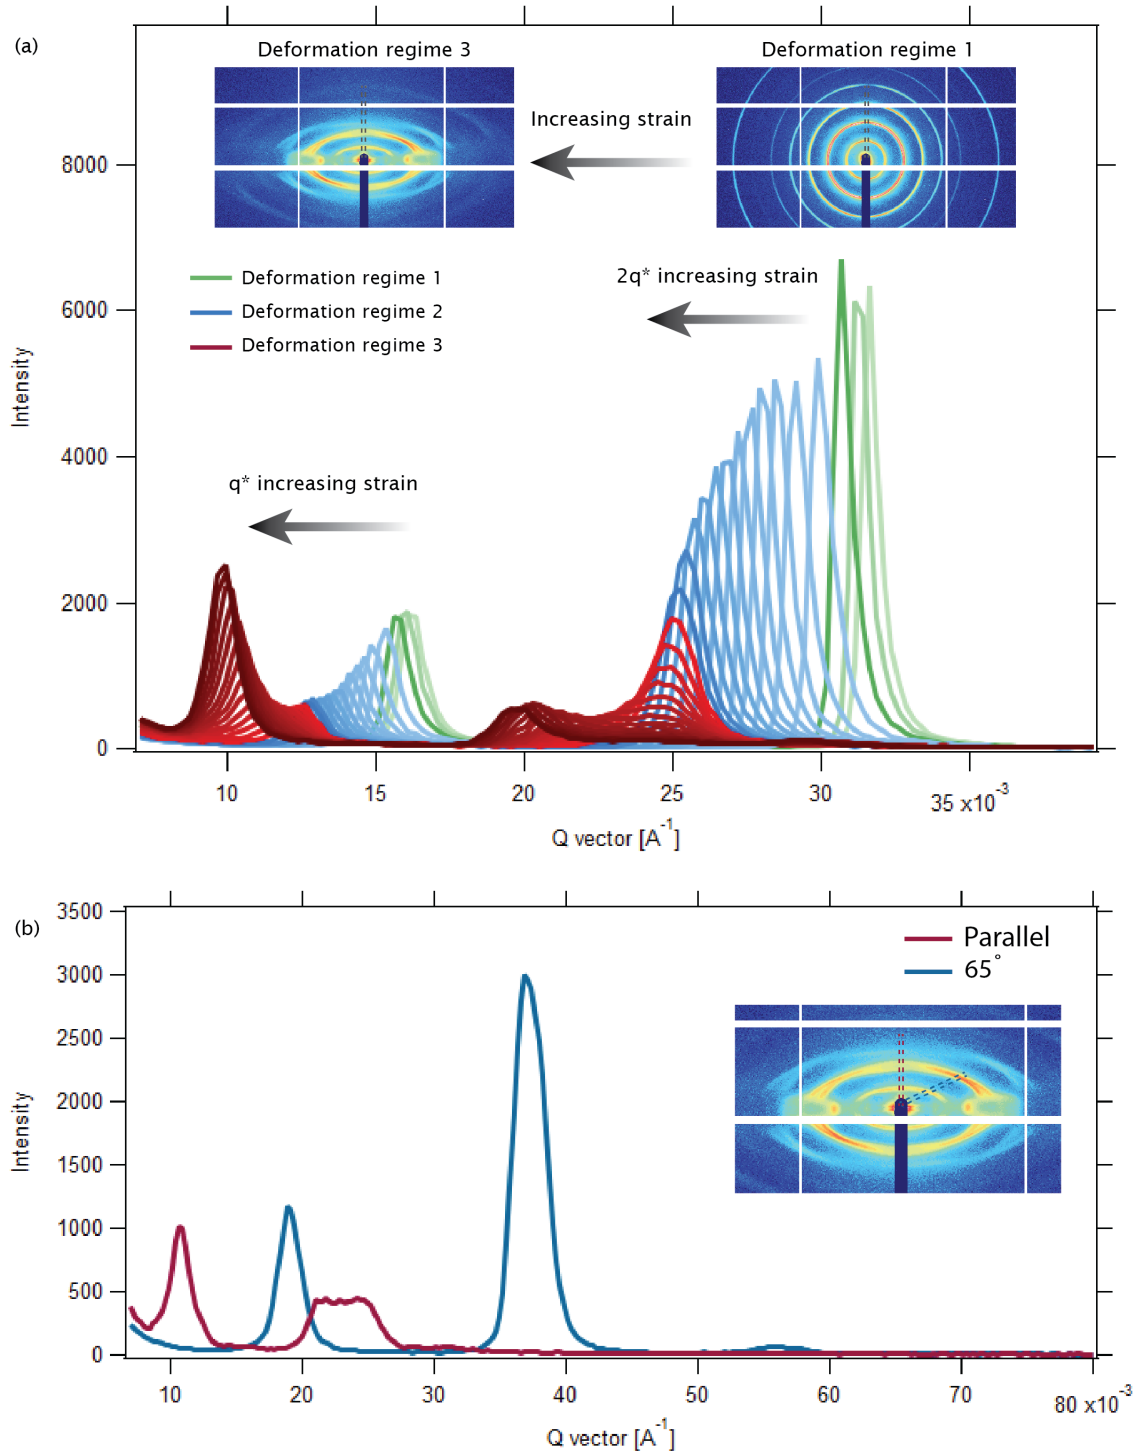 (a)
Deformation regime 3
Deformation regime 1
Increasing strain
8000
Deformation regime 1
Deformation regime 2
Deformation regime 3
2q* increasing strain
6000
Intensity
4000
q* increasing strain
2000
0
10 15 20 25 30 35 x10⁻³
Q vector [A⁻¹]
(b)
3500
Parallel
65°
3000
2500
2000
Intensity
1500
1000
500
0
10 20 30 40 50 60 70 80 x10⁻³
Q vector [A⁻¹]